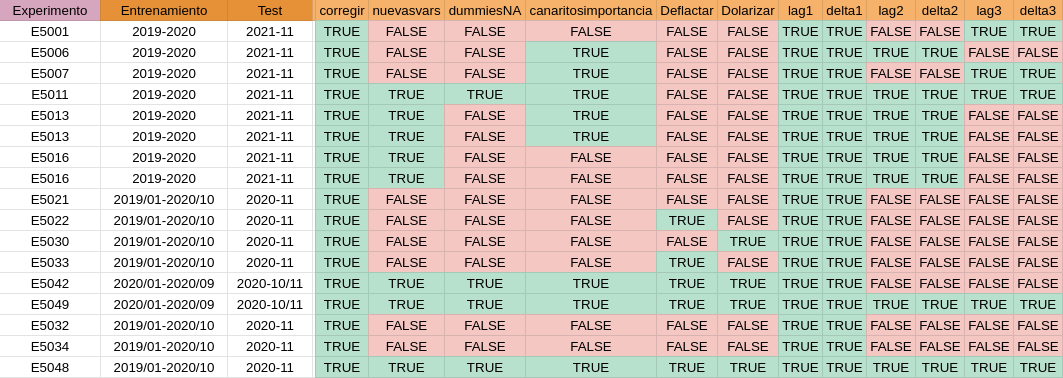 Experimento Entrenamiento Test corregir nuevasvars dummiesNA canaritosimportancia Deflactar Dolarizar lag1 delta1 lag2 delta2 lag3 delta3
E5001 2019-2020 2021-11 TRUE FALSE FALSE FALSE FALSE FALSE TRUE TRUE FALSE FALSE TRUE TRUE
E5006 2019-2020 2021-11 TRUE FALSE FALSE TRUE FALSE FALSE TRUE TRUE TRUE TRUE FALSE FALSE
E5007 2019-2020 2021-11 TRUE FALSE FALSE TRUE FALSE FALSE TRUE TRUE FALSE FALSE TRUE TRUE
E5011 2019-2020 2021-11 TRUE TRUE TRUE TRUE FALSE FALSE TRUE TRUE TRUE TRUE TRUE TRUE
E5013 2019-2020 2021-11 TRUE TRUE FALSE TRUE FALSE FALSE TRUE TRUE TRUE TRUE FALSE FALSE
E5013 2019-2020 2021-11 TRUE TRUE FALSE TRUE FALSE FALSE TRUE TRUE TRUE TRUE FALSE FALSE
E5016 2019-2020 2021-11 TRUE TRUE FALSE FALSE FALSE FALSE TRUE TRUE TRUE TRUE FALSE FALSE
E5016 2019-2020 2021-11 TRUE TRUE FALSE FALSE FALSE FALSE TRUE TRUE TRUE TRUE FALSE FALSE
E5021 2019/01-2020/10 2020-11 TRUE FALSE FALSE FALSE FALSE FALSE TRUE TRUE FALSE FALSE FALSE FALSE
E5022 2019/01-2020/10 2020-11 TRUE FALSE FALSE FALSE TRUE FALSE TRUE TRUE FALSE FALSE FALSE FALSE
E5030 2019/01-2020/10 2020-11 TRUE FALSE FALSE FALSE FALSE TRUE TRUE TRUE FALSE FALSE FALSE FALSE
E5033 2019/01-2020/10 2020-11 TRUE FALSE FALSE FALSE TRUE FALSE TRUE TRUE FALSE FALSE FALSE FALSE
E5042 2020/01-2020/09 2020-10/11 TRUE TRUE TRUE TRUE TRUE TRUE TRUE TRUE FALSE FALSE FALSE FALSE
E5049 2020/01-2020/09 2020-10/11 TRUE TRUE TRUE TRUE TRUE TRUE TRUE TRUE TRUE TRUE TRUE TRUE
E5032 2019/01-2020/10 2020-11 TRUE FALSE FALSE FALSE FALSE FALSE TRUE TRUE FALSE FALSE FALSE FALSE
E5034 2019/01-2020/10 2020-11 TRUE FALSE FALSE FALSE FALSE FALSE TRUE TRUE FALSE FALSE FALSE FALSE
E5048 2019/01-2020/10 2020-11 TRUE TRUE TRUE TRUE TRUE TRUE TRUE TRUE TRUE TRUE TRUE TRUE